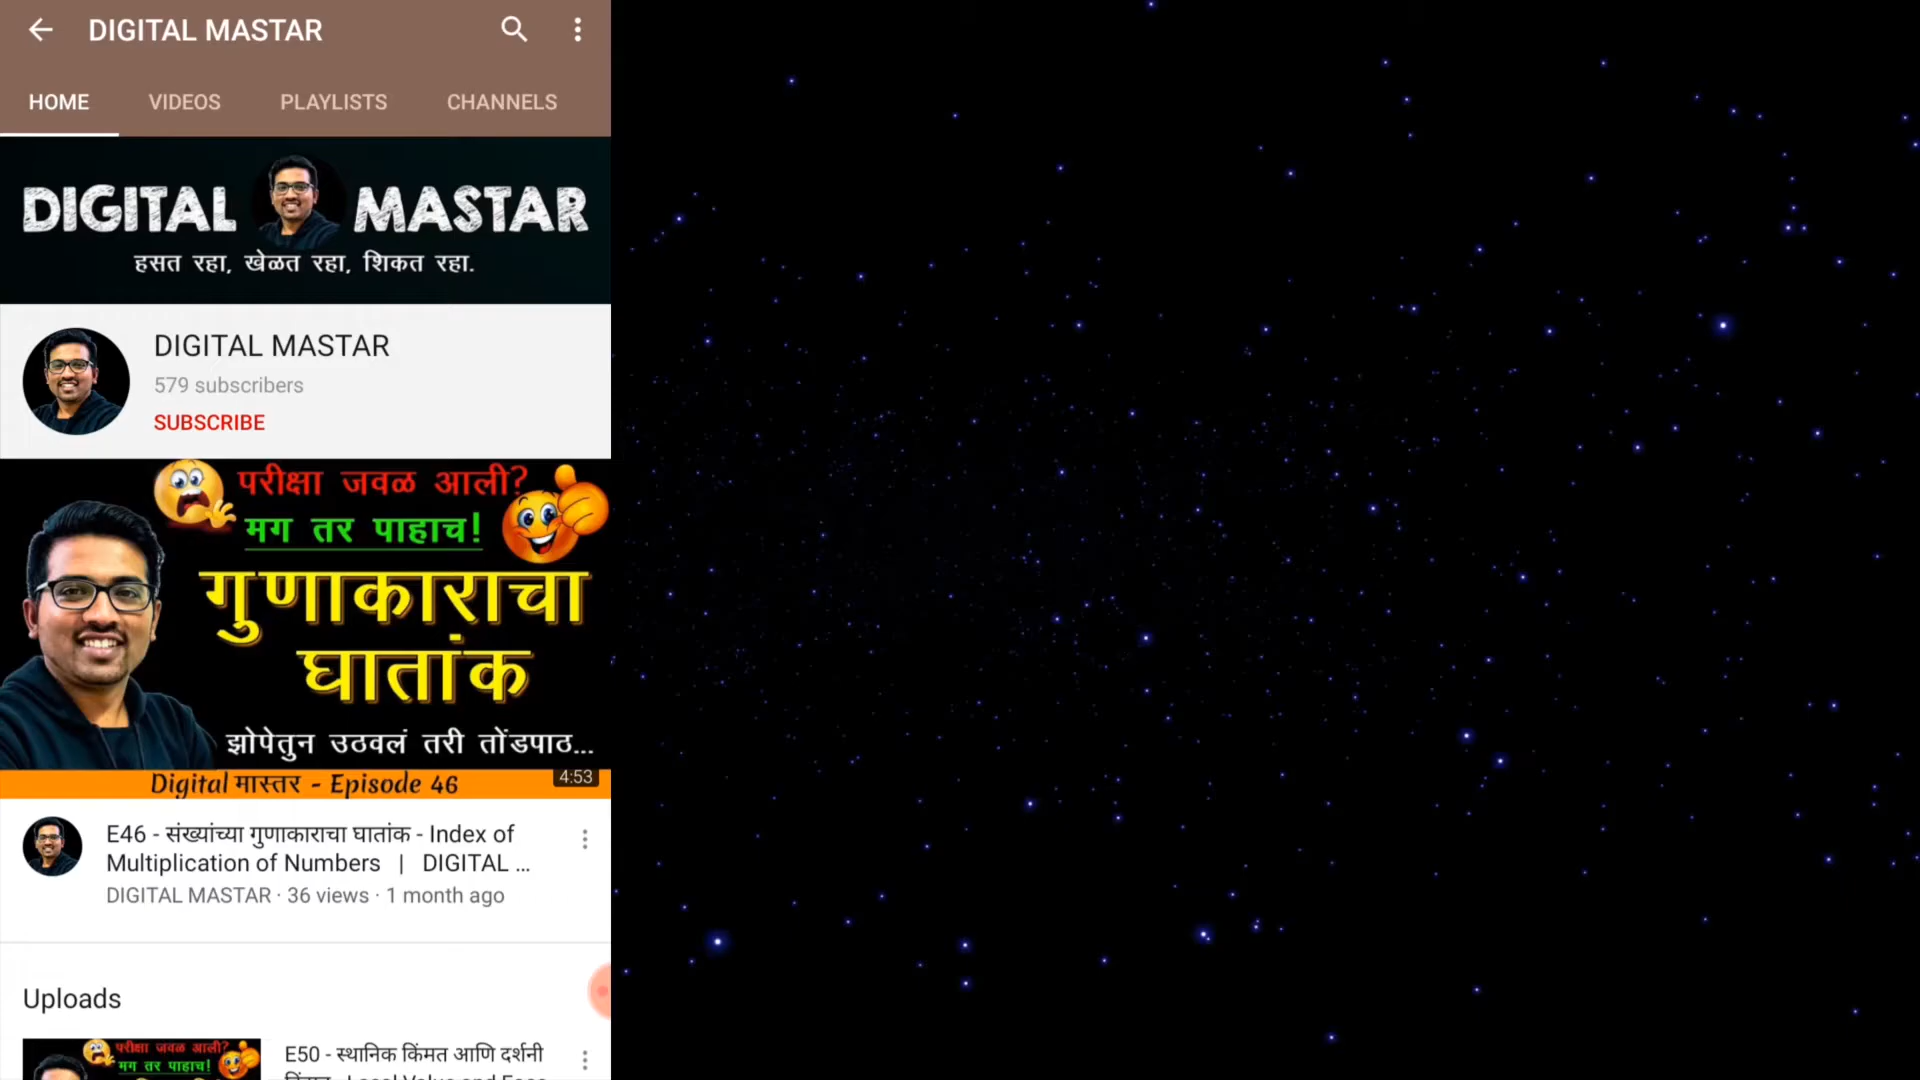 DIGITAL MASTAR
HOME VIDEOS PLAYLISTS CHANNELS
DIGITAL MASTAR
हसत रहा, खेळत रहा, शिकत रहा.
DIGITAL MASTAR
579 subscribers
SUBSCRIBE
परीक्षा जवळ आली?
मग तर पाहाच!
गुणाकाराचा
घातांक
झोपेतुन उठवलं तरी तोंडपाठ...
Digital मास्तर - Episode 46
4:53
E46 - संख्यांच्या गुणाकाराचा घातांक - Index of
Multiplication of Numbers | DIGITAL ...
DIGITAL MASTAR · 36 views · 1 month ago
Uploads
परीक्षा जवळ आली?
मग तर पाहाच!
E50 - स्थानिक किंमत आणि दर्शनी